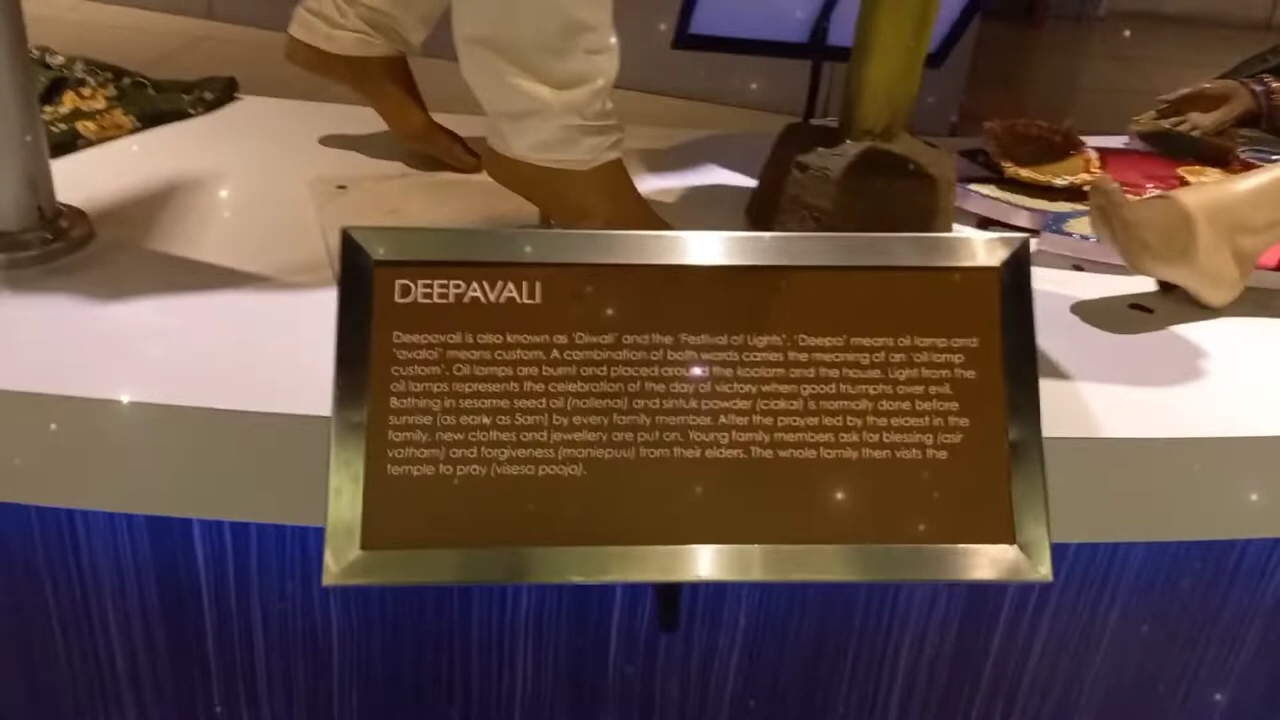 DEEPAVALI
Deepavali is also known as 'Diwali' and the 'Festival of Lights'. 'Deepa' means oil lamp and
'avalai' means custom. A combination of both words carries the meaning of an 'oil lamp
custom'. Oil lamps are burnt and placed around the koalam and the house. Light from the
oil lamps represents the celebration of the day of victory when good triumphs over evil.
Bathing in sesame seed oil (nallenai) and sintuk powder (ciakai) is normally done before
sunrise (as early as 5am) by every family member. After the prayer led by the eldest in the
family, new clothes and jewellery are put on. Young family members ask for blessing (asir
vatham) and forgiveness (maniepuu) from their elders. The whole family then visits the
temple to pray (visesa pooja).